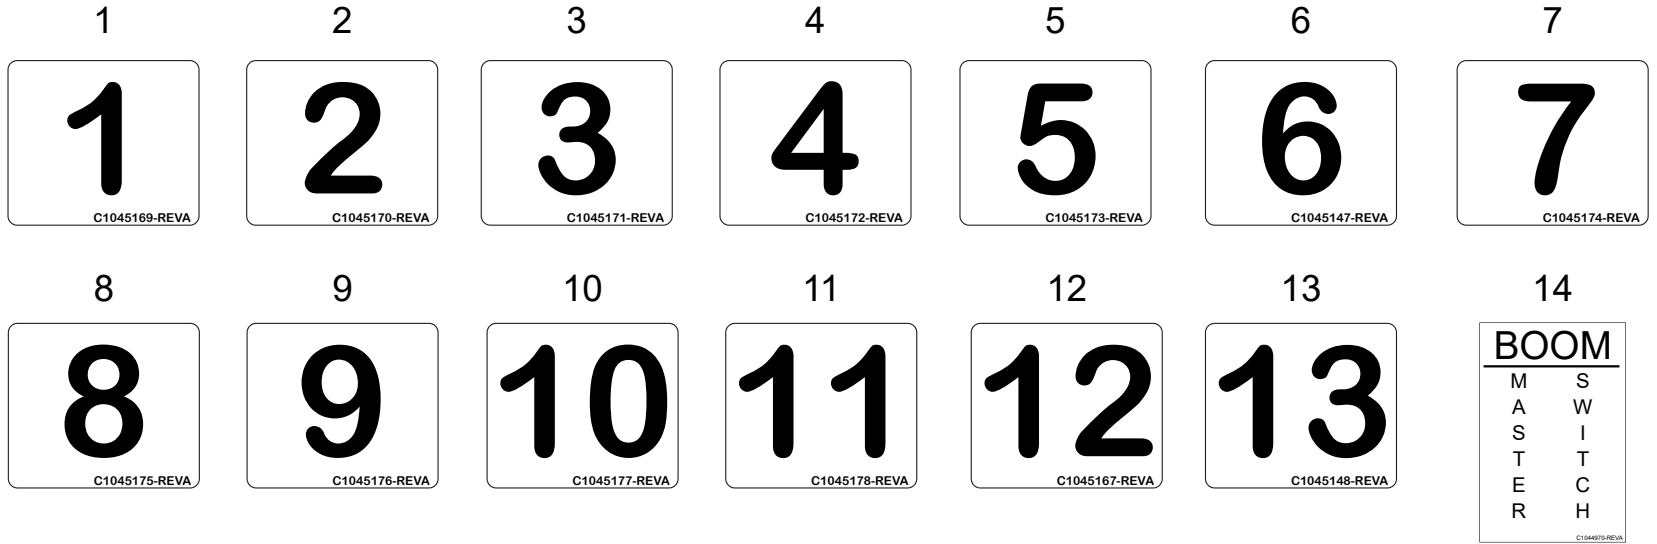 1 2 3 4 5 6 7
1 2 3 4 5 6 7
C1045169-REVA C1045170-REVA C1045171-REVA C1045172-REVA C1045173-REVA C1045147-REVA C1045174-REVA
8 9 10 11 12 13 14
8 9 10 11 12 13
C1045175-REVA C1045176-REVA C1045177-REVA C1045178-REVA C1045167-REVA C1045148-REVA
BOOM
M S
A W
S I
T T
E C
R H
C1044970-REVA